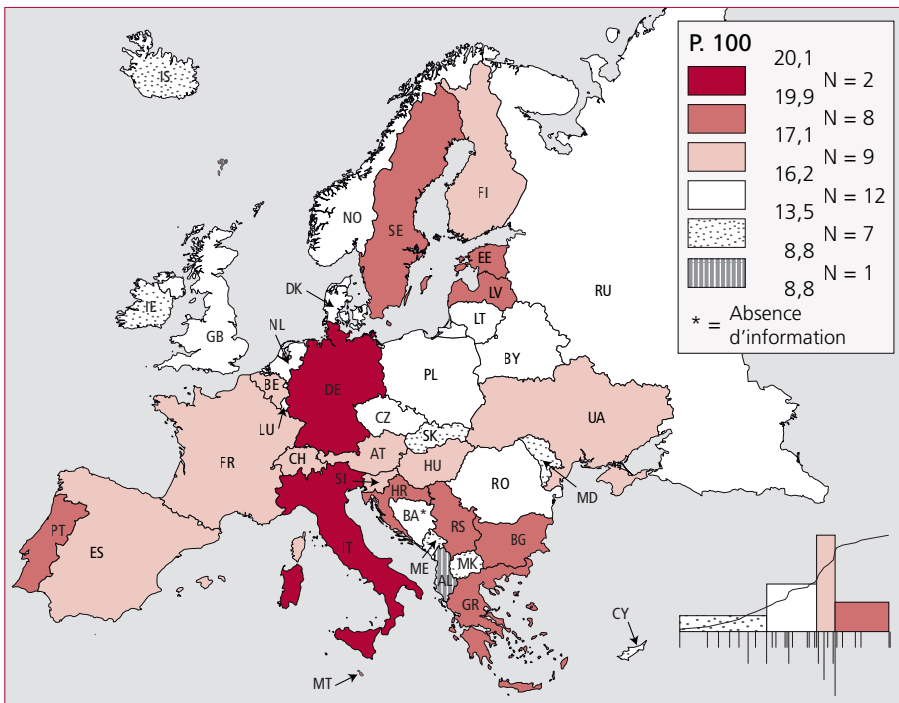 P. 100
20,1
N = 2
19,9
N = 8
17,1
N = 9
16,2
N = 12
13,5
N = 7
8,8
N = 1
8,8
* = Absence
d'information
IS
NO
SE
FI
EE
LV
LT
RU
DK
IE
GB
NL
BE
DE
PL
BY
LU
CZ
SK
UA
FR
CH
AT
HU
SI
HR
RO
MD
BA*
RS
PT
ES
IT
ME
MK
BG
AL
GR
CY
MT